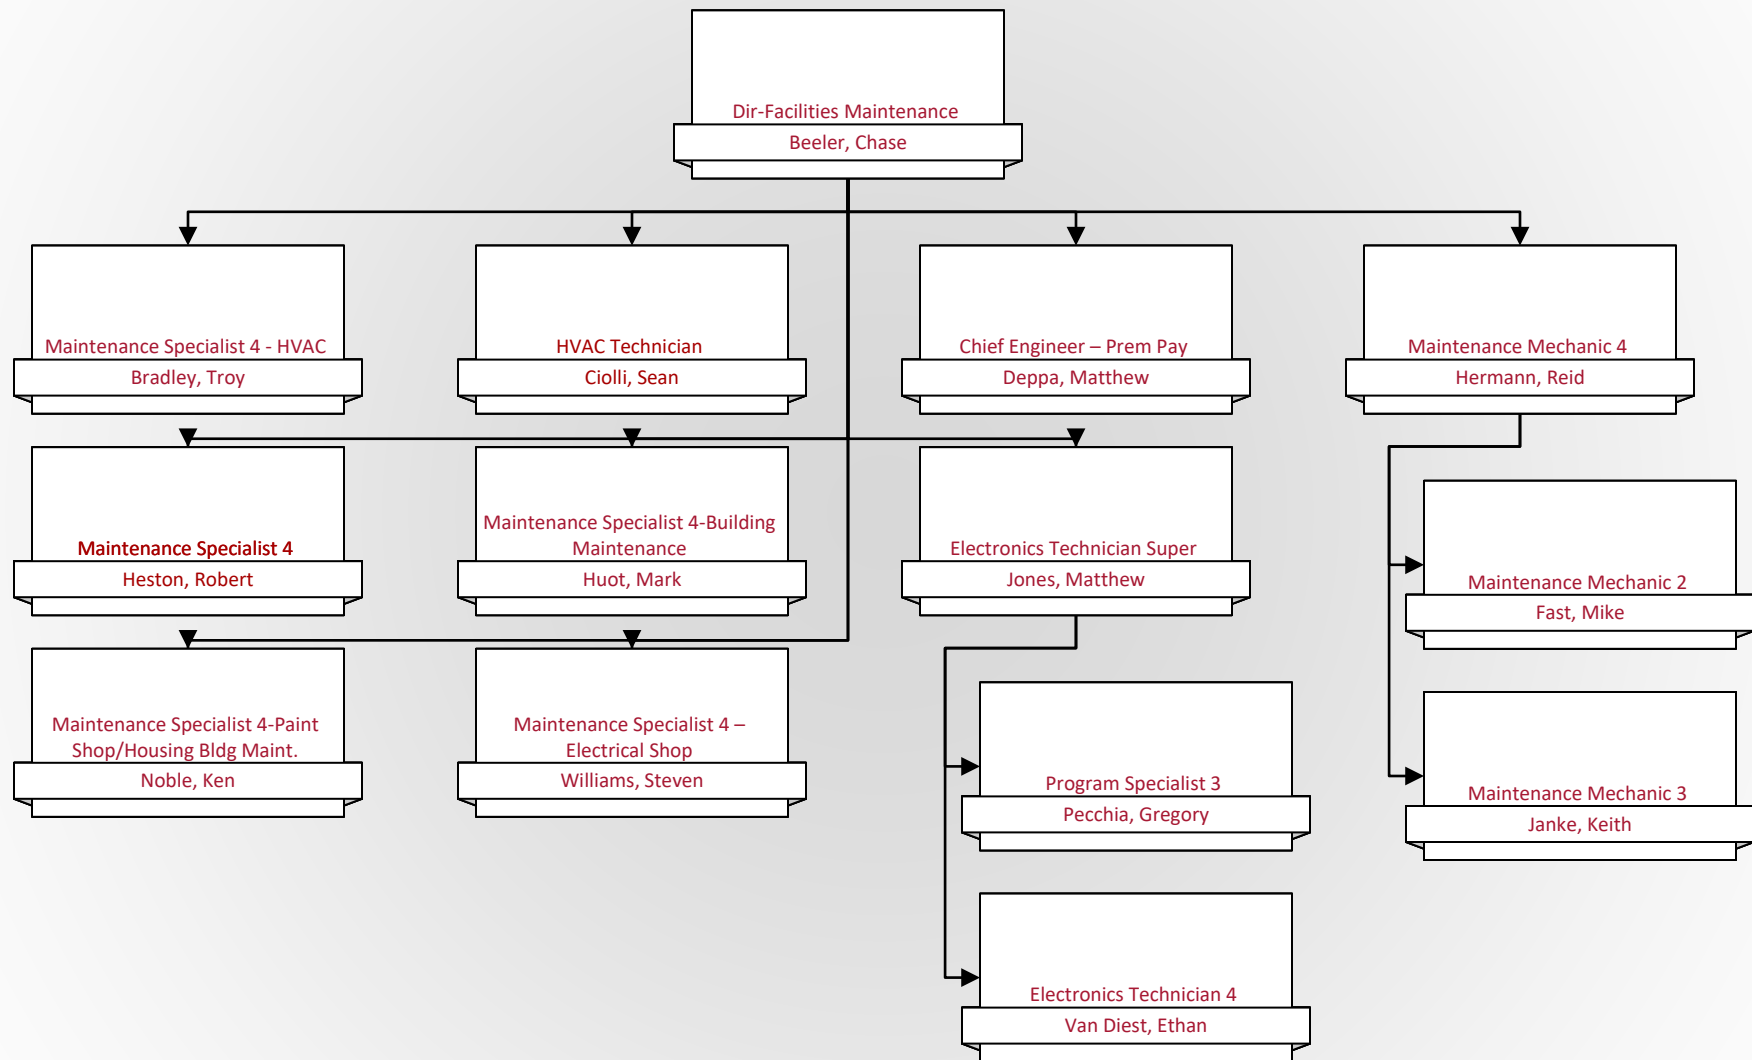 Dir-Facilities Maintenance
Beeler, Chase
Maintenance Specialist 4 - HVAC
Bradley, Troy
HVAC Technician
Ciolli, Sean
Chief Engineer – Prem Pay
Deppa, Matthew
Maintenance Mechanic 4
Hermann, Reid
Maintenance Specialist 4
Heston, Robert
Maintenance Specialist 4-Building
Maintenance
Huot, Mark
Electronics Technician Super
Jones, Matthew
Maintenance Mechanic 2
Fast, Mike
Maintenance Specialist 4-Paint
Shop/Housing Bldg Maint.
Noble, Ken
Maintenance Specialist 4 –
Electrical Shop
Williams, Steven
Program Specialist 3
Pecchia, Gregory
Maintenance Mechanic 3
Janke, Keith
Electronics Technician 4
Van Diest, Ethan